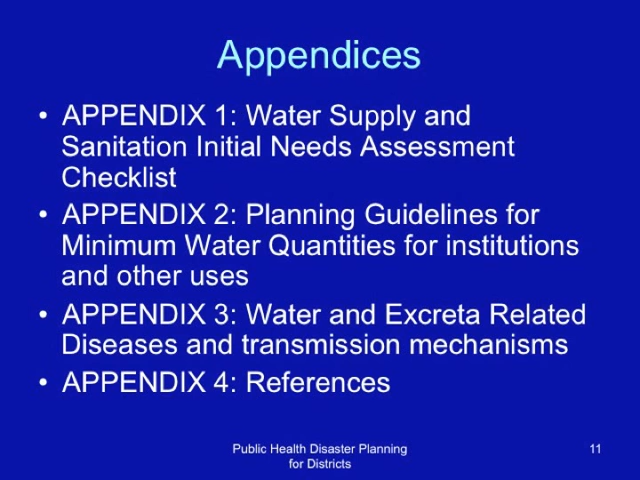 Appendices
• APPENDIX 1: Water Supply and
Sanitation Initial Needs Assessment
Checklist
• APPENDIX 2: Planning Guidelines for
Minimum Water Quantities for institutions
and other uses
• APPENDIX 3: Water and Excreta Related
Diseases and transmission mechanisms
• APPENDIX 4: References
Public Health Disaster Planning
for Districts
11